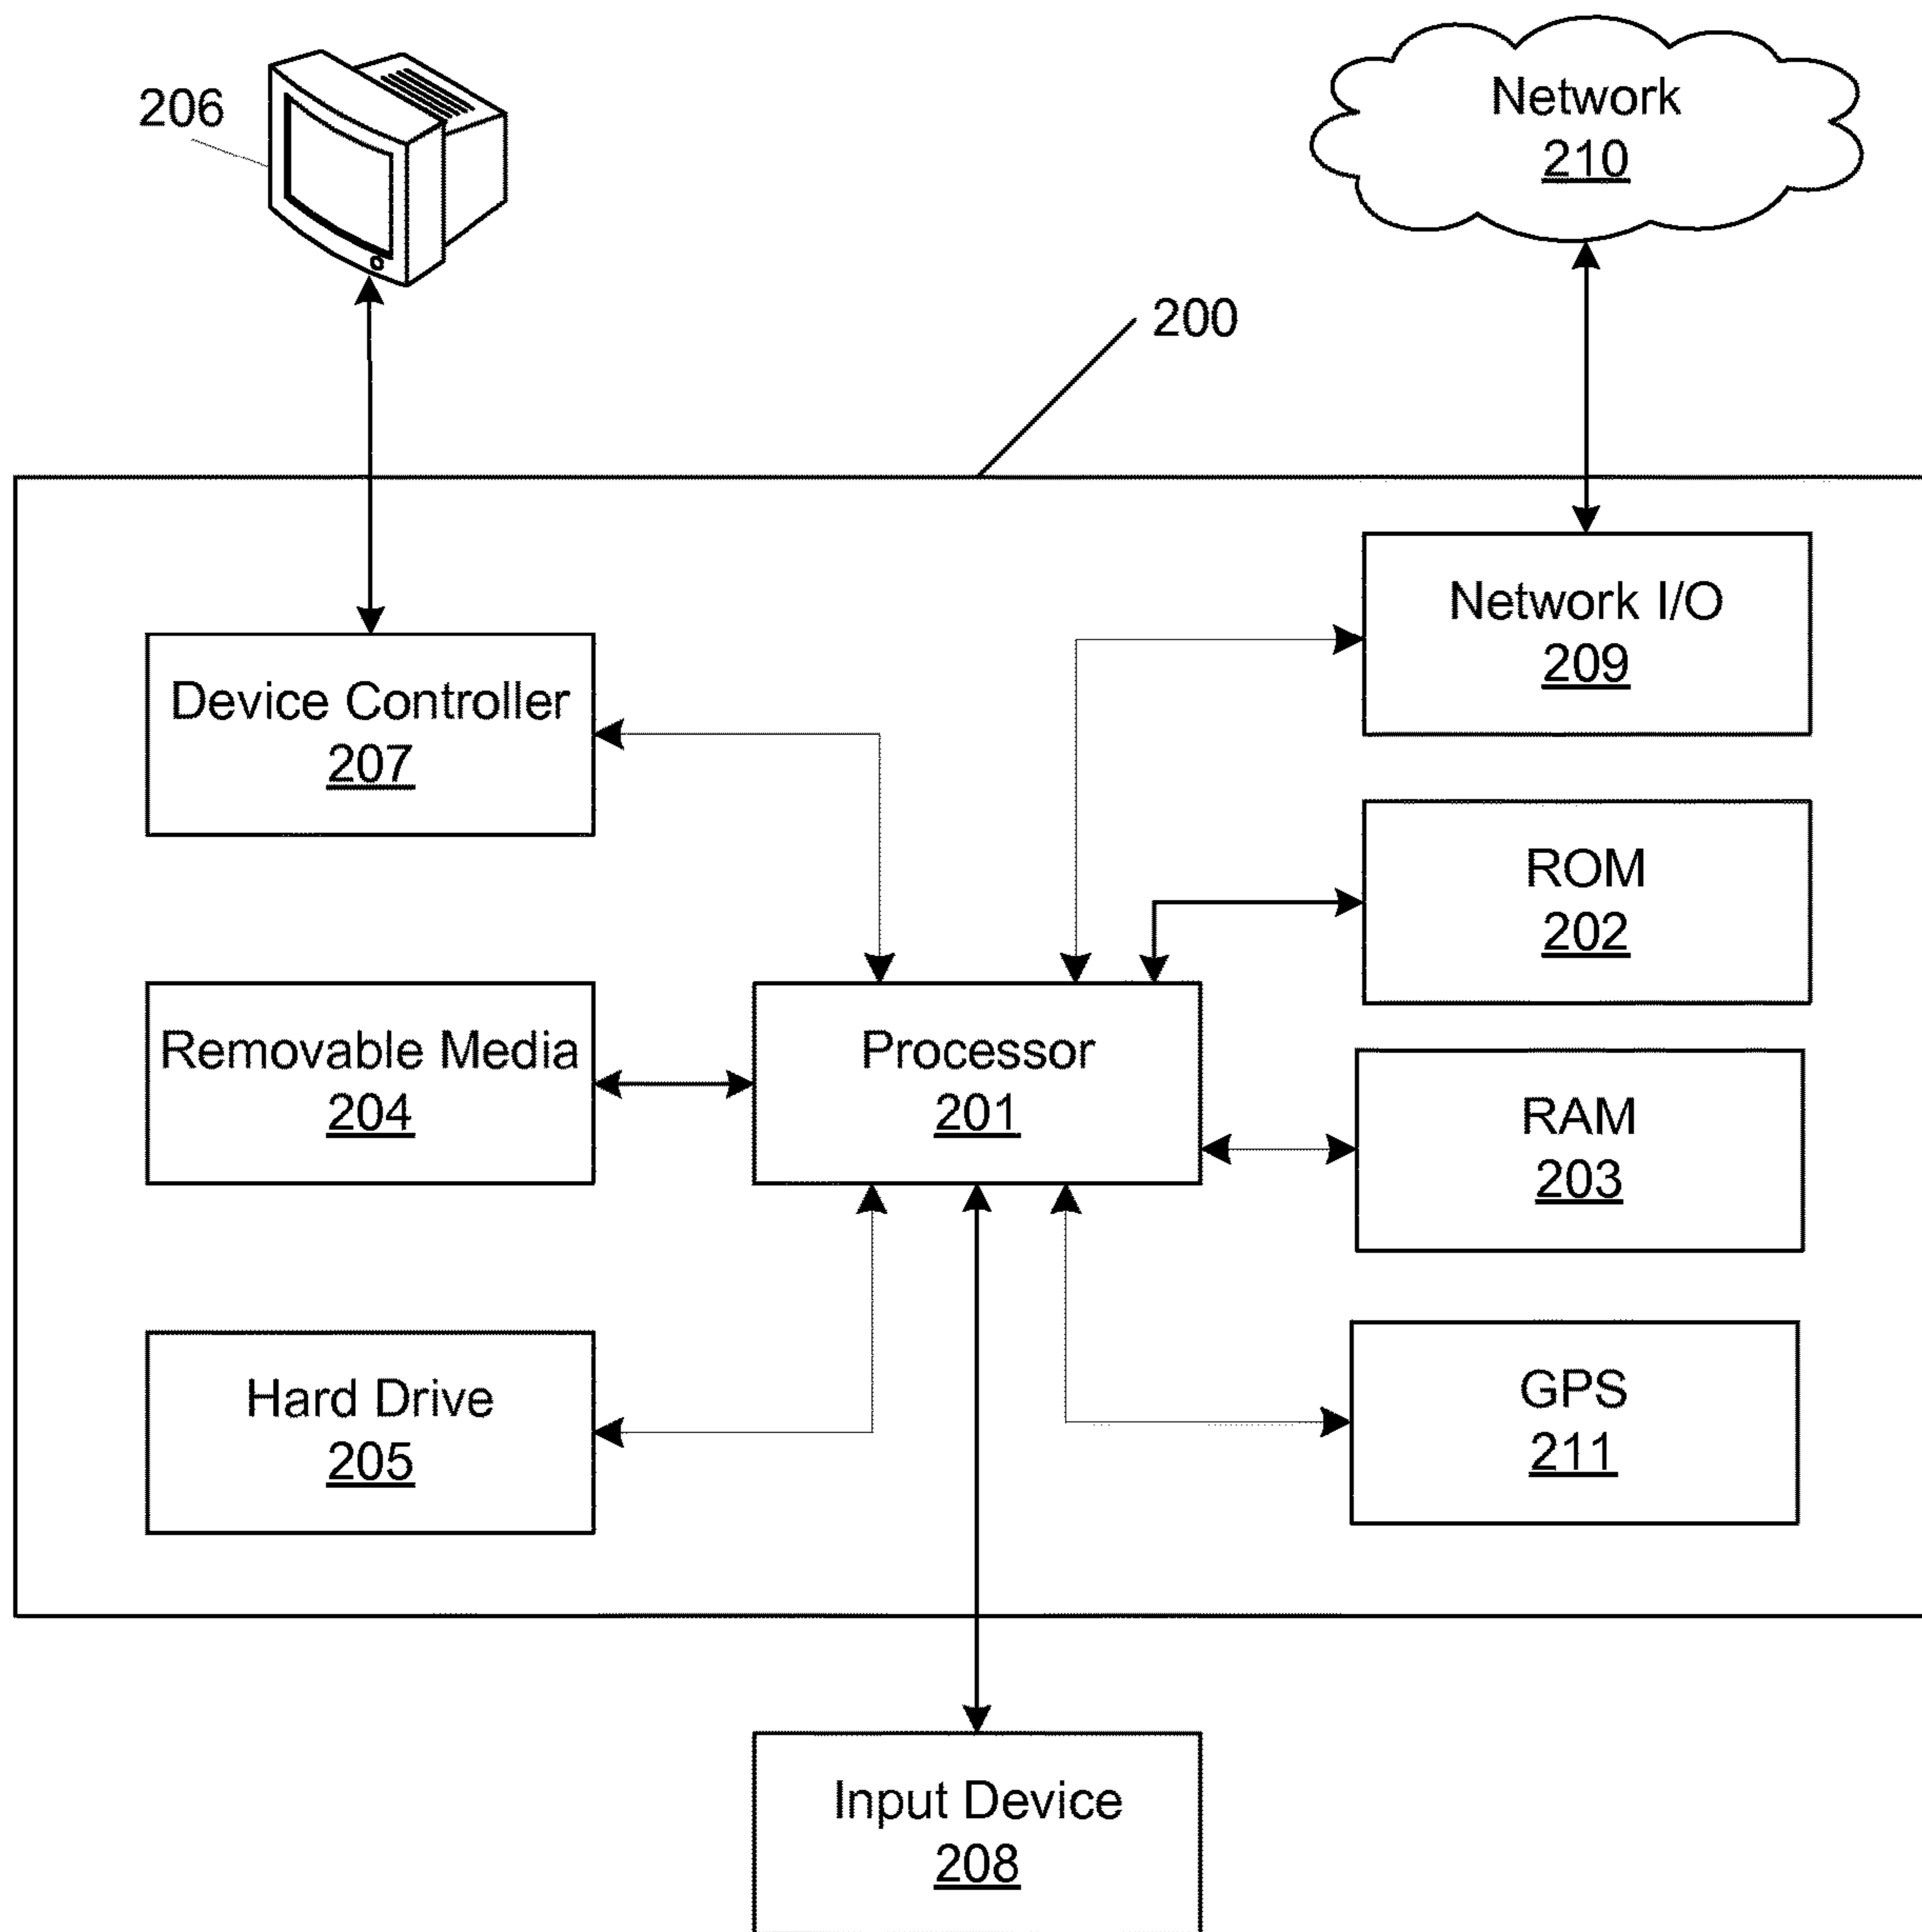 206
Network
210
200
Network I/O
209
Device Controller
207
ROM
202
Removable Media
204
Processor
201
RAM
203
Hard Drive
205
GPS
211
Input Device
208